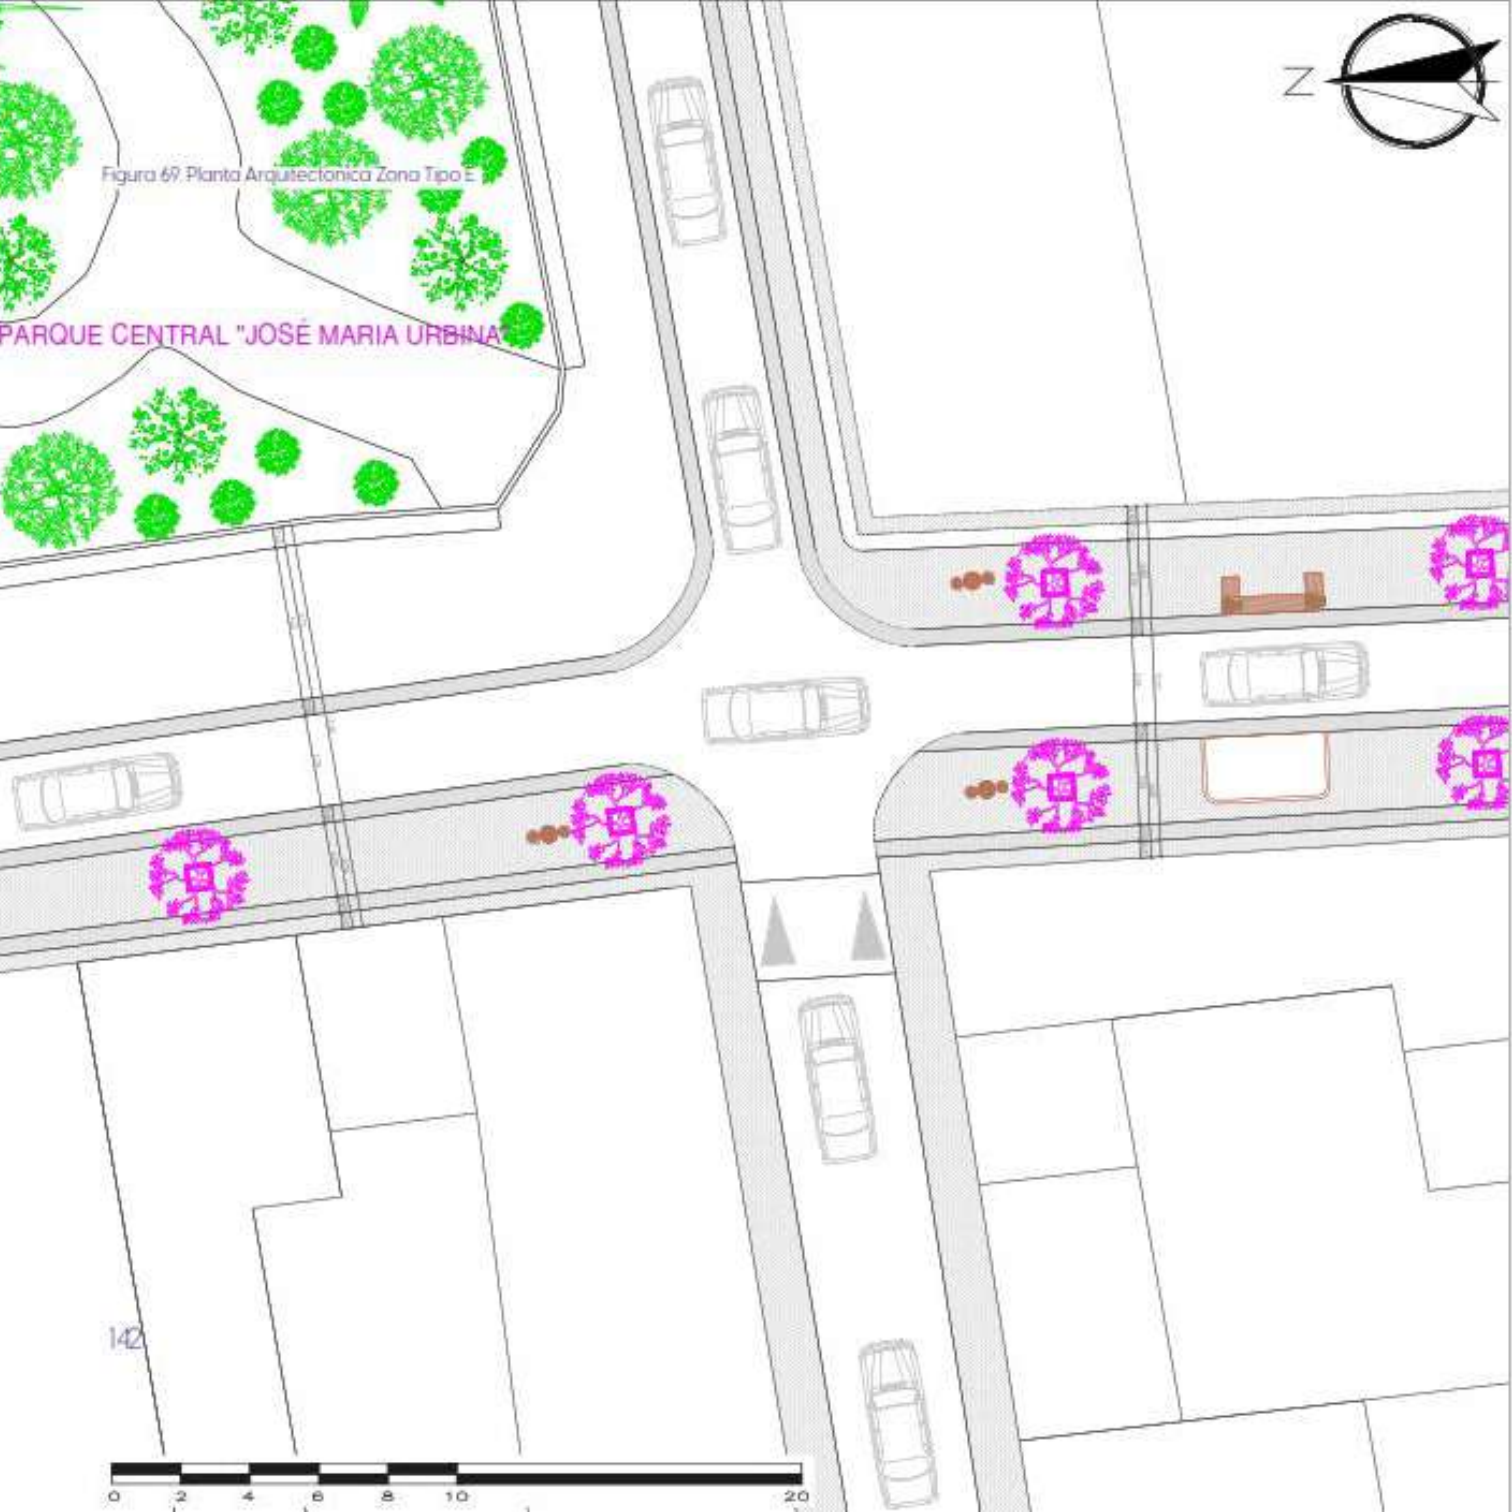 N
Figura 69. Planta Arquitectonica Zona Tipo E
PARQUE CENTRAL "JOSÉ MARIA URBINA"
142
0 2 4 6 8 10 20